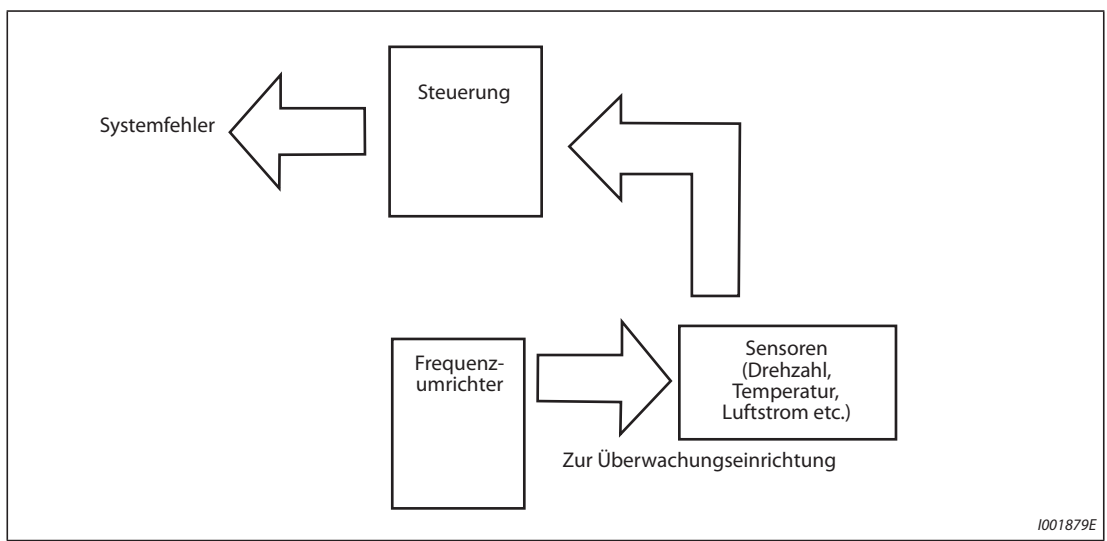 Steuerung
Systemfehler
Frequenz-
umrichter
Sensoren
(Drehzahl,
Temperatur,
Luftstrom etc.)
Zur Überwachungseinrichtung
I001879E